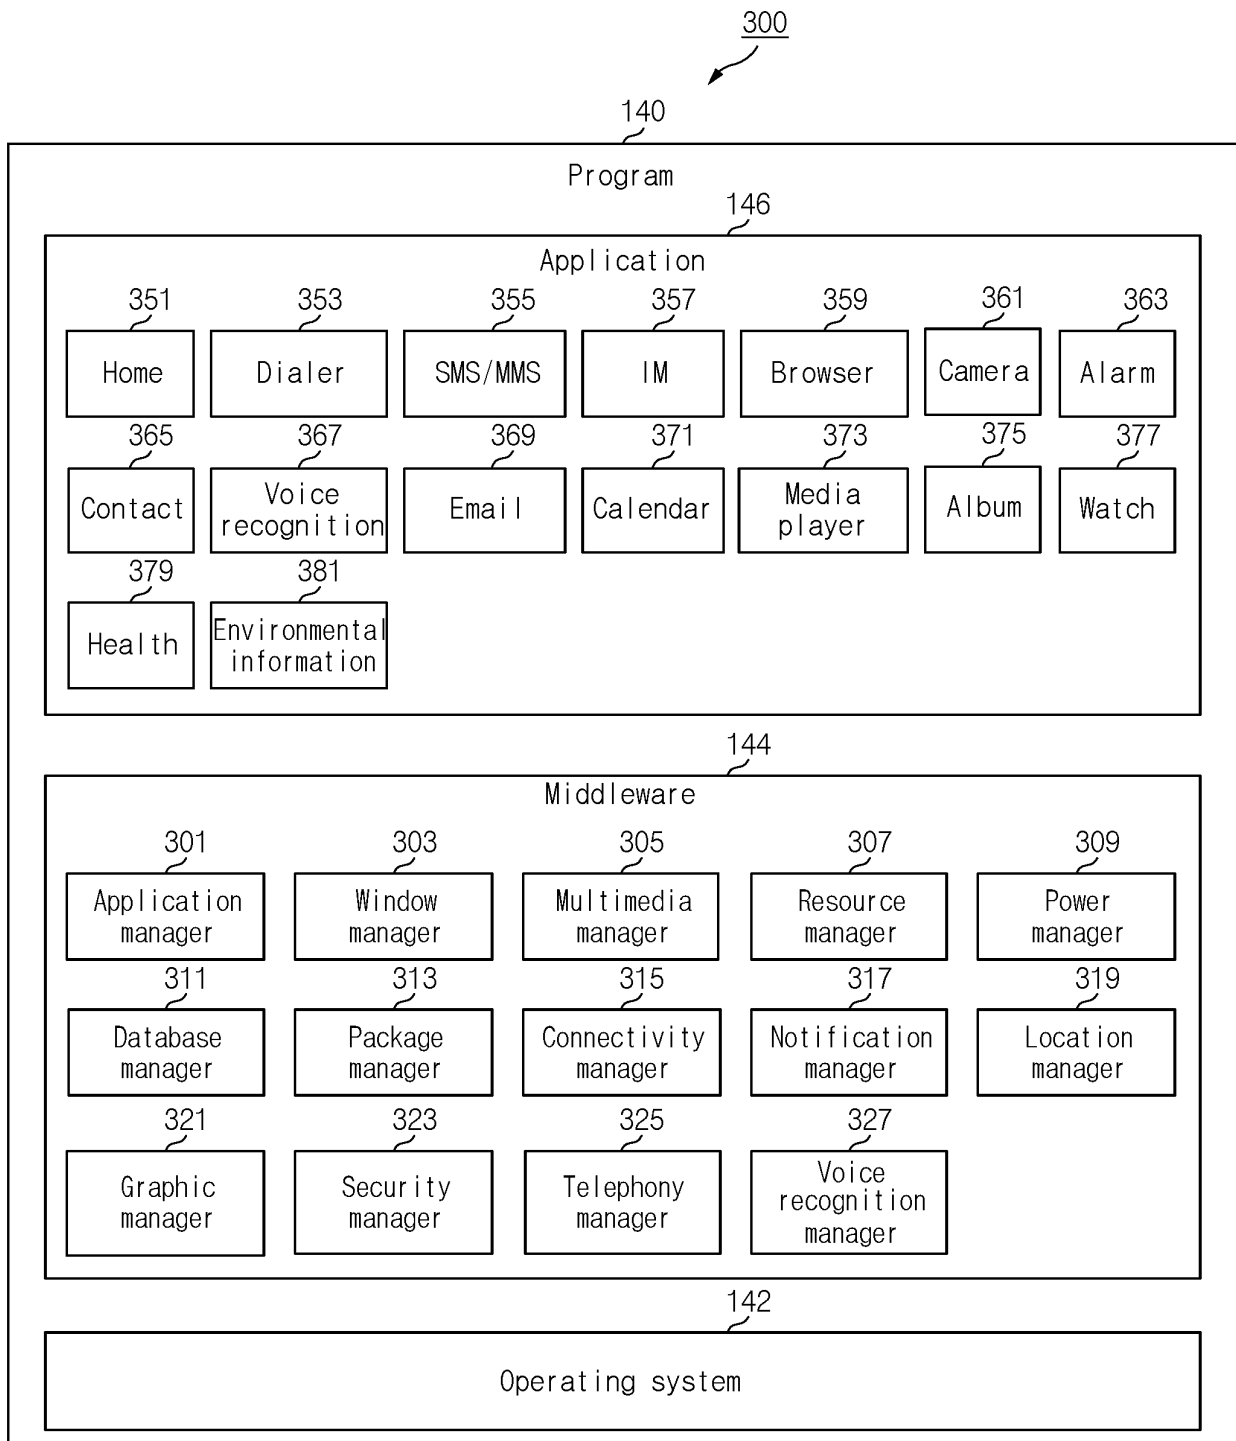 300
140
Program
146
Application
351 353 355 357 359 361 363
Home Dialer SMS/MMS IM Browser Camera Alarm
365 367 369 371 373 375 377
Contact Voice recognition Email Calendar Media player Album Watch
379 381
Health Environmental information
144
Middleware
301 303 305 307 309
Application manager Window manager Multimedia manager Resource manager Power manager
311 313 315 317 319
Database manager Package manager Connectivity manager Notification manager Location manager
321 323 325 327
Graphic manager Security manager Telephony manager Voice recognition manager
142
Operating system